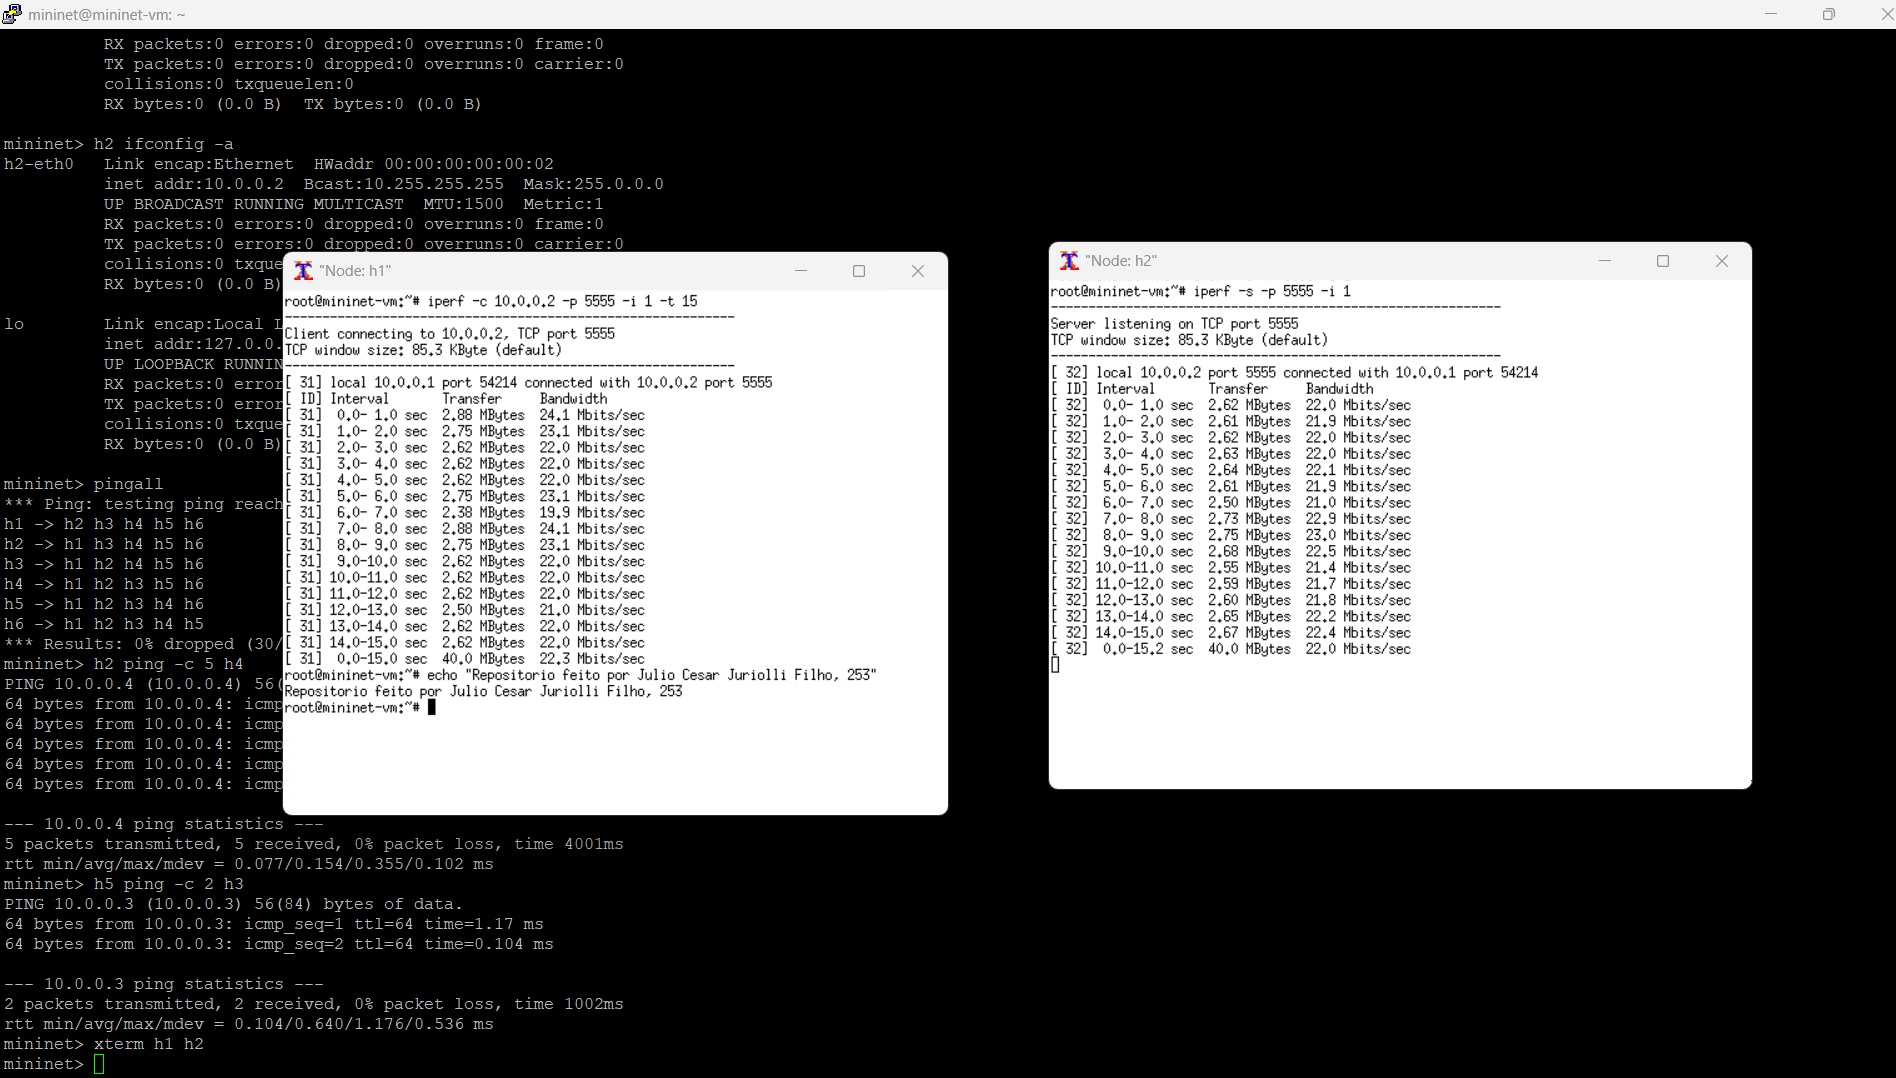 mininet@mininet-vm: ~
RX packets:0 errors:0 dropped:0 overruns:0 frame:0
TX packets:0 errors:0 dropped:0 overruns:0 carrier:0
collisions:0 txqueuelen:0
RX bytes:0 (0.0 B)  TX bytes:0 (0.0 B)
mininet> h2 ifconfig -a
h2-eth0   Link encap:Ethernet  HWaddr 00:00:00:00:00:02
inet addr:10.0.0.2  Bcast:10.255.255.255  Mask:255.0.0.0
UP BROADCAST RUNNING MULTICAST  MTU:1500  Metric:1
RX packets:0 errors:0 dropped:0 overruns:0 frame:0
TX packets:0 errors:0 dropped:0 overruns:0 carrier:0
collisions:0 txque
RX bytes:0 (0.0 B)
lo        Link encap:Local L
inet addr:127.0.0.
UP LOOPBACK RUNNIN
RX packets:0 error
TX packets:0 error
collisions:0 txque
RX bytes:0 (0.0 B)
mininet> pingall
*** Ping: testing ping reach
h1 -> h2 h3 h4 h5 h6
h2 -> h1 h3 h4 h5 h6
h3 -> h1 h2 h4 h5 h6
h4 -> h1 h2 h3 h5 h6
h5 -> h1 h2 h3 h4 h6
h6 -> h1 h2 h3 h4 h5
*** Results: 0% dropped (30/
mininet> h2 ping -c 5 h4
PING 10.0.0.4 (10.0.0.4) 56(
64 bytes from 10.0.0.4: icmp
64 bytes from 10.0.0.4: icmp
64 bytes from 10.0.0.4: icmp
64 bytes from 10.0.0.4: icmp
64 bytes from 10.0.0.4: icmp
--- 10.0.0.4 ping statistics ---
5 packets transmitted, 5 received, 0% packet loss, time 4001ms
rtt min/avg/max/mdev = 0.077/0.154/0.355/0.102 ms
mininet> h5 ping -c 2 h3
PING 10.0.0.3 (10.0.0.3) 56(84) bytes of data.
64 bytes from 10.0.0.3: icmp_seq=1 ttl=64 time=1.17 ms
64 bytes from 10.0.0.3: icmp_seq=2 ttl=64 time=0.104 ms
--- 10.0.0.3 ping statistics ---
2 packets transmitted, 2 received, 0% packet loss, time 1002ms
rtt min/avg/max/mdev = 0.104/0.640/1.176/0.536 ms
mininet> xterm h1 h2
mininet>
"Node: h1"
root@mininet-vm:~# iperf -c 10.0.0.2 -p 5555 -i 1 -t 15
------------------------------------------------------------
Client connecting to 10.0.0.2, TCP port 5555
TCP window size: 85.3 KByte (default)
------------------------------------------------------------
[ 31] local 10.0.0.1 port 54214 connected with 10.0.0.2 port 5555
[ ID] Interval       Transfer     Bandwidth
[ 31]  0.0- 1.0 sec  2.88 MBytes  24.1 Mbits/sec
[ 31]  1.0- 2.0 sec  2.75 MBytes  23.1 Mbits/sec
[ 31]  2.0- 3.0 sec  2.62 MBytes  22.0 Mbits/sec
[ 31]  3.0- 4.0 sec  2.62 MBytes  22.0 Mbits/sec
[ 31]  4.0- 5.0 sec  2.62 MBytes  22.0 Mbits/sec
[ 31]  5.0- 6.0 sec  2.75 MBytes  23.1 Mbits/sec
[ 31]  6.0- 7.0 sec  2.38 MBytes  19.9 Mbits/sec
[ 31]  7.0- 8.0 sec  2.88 MBytes  24.1 Mbits/sec
[ 31]  8.0- 9.0 sec  2.75 MBytes  23.1 Mbits/sec
[ 31]  9.0-10.0 sec  2.62 MBytes  22.0 Mbits/sec
[ 31] 10.0-11.0 sec  2.62 MBytes  22.0 Mbits/sec
[ 31] 11.0-12.0 sec  2.62 MBytes  22.0 Mbits/sec
[ 31] 12.0-13.0 sec  2.50 MBytes  21.0 Mbits/sec
[ 31] 13.0-14.0 sec  2.62 MBytes  22.0 Mbits/sec
[ 31] 14.0-15.0 sec  2.62 MBytes  22.0 Mbits/sec
[ 31]  0.0-15.0 sec  40.0 MBytes  22.3 Mbits/sec
root@mininet-vm:~# echo "Repositorio feito por Julio Cesar Juriolli Filho, 253"
Repositorio feito por Julio Cesar Juriolli Filho, 253
root@mininet-vm:~#
"Node: h2"
root@mininet-vm:~# iperf -s -p 5555 -i 1
------------------------------------------------------------
Server listening on TCP port 5555
TCP window size: 85.3 KByte (default)
------------------------------------------------------------
[ 32] local 10.0.0.2 port 5555 connected with 10.0.0.1 port 54214
[ ID] Interval       Transfer     Bandwidth
[ 32]  0.0- 1.0 sec  2.62 MBytes  22.0 Mbits/sec
[ 32]  1.0- 2.0 sec  2.61 MBytes  21.9 Mbits/sec
[ 32]  2.0- 3.0 sec  2.62 MBytes  22.0 Mbits/sec
[ 32]  3.0- 4.0 sec  2.63 MBytes  22.0 Mbits/sec
[ 32]  4.0- 5.0 sec  2.64 MBytes  22.1 Mbits/sec
[ 32]  5.0- 6.0 sec  2.61 MBytes  21.9 Mbits/sec
[ 32]  6.0- 7.0 sec  2.50 MBytes  21.0 Mbits/sec
[ 32]  7.0- 8.0 sec  2.73 MBytes  22.9 Mbits/sec
[ 32]  8.0- 9.0 sec  2.75 MBytes  23.0 Mbits/sec
[ 32]  9.0-10.0 sec  2.68 MBytes  22.5 Mbits/sec
[ 32] 10.0-11.0 sec  2.55 MBytes  21.4 Mbits/sec
[ 32] 11.0-12.0 sec  2.59 MBytes  21.7 Mbits/sec
[ 32] 12.0-13.0 sec  2.60 MBytes  21.8 Mbits/sec
[ 32] 13.0-14.0 sec  2.65 MBytes  22.2 Mbits/sec
[ 32] 14.0-15.0 sec  2.67 MBytes  22.4 Mbits/sec
[ 32]  0.0-15.2 sec  40.0 MBytes  22.0 Mbits/sec